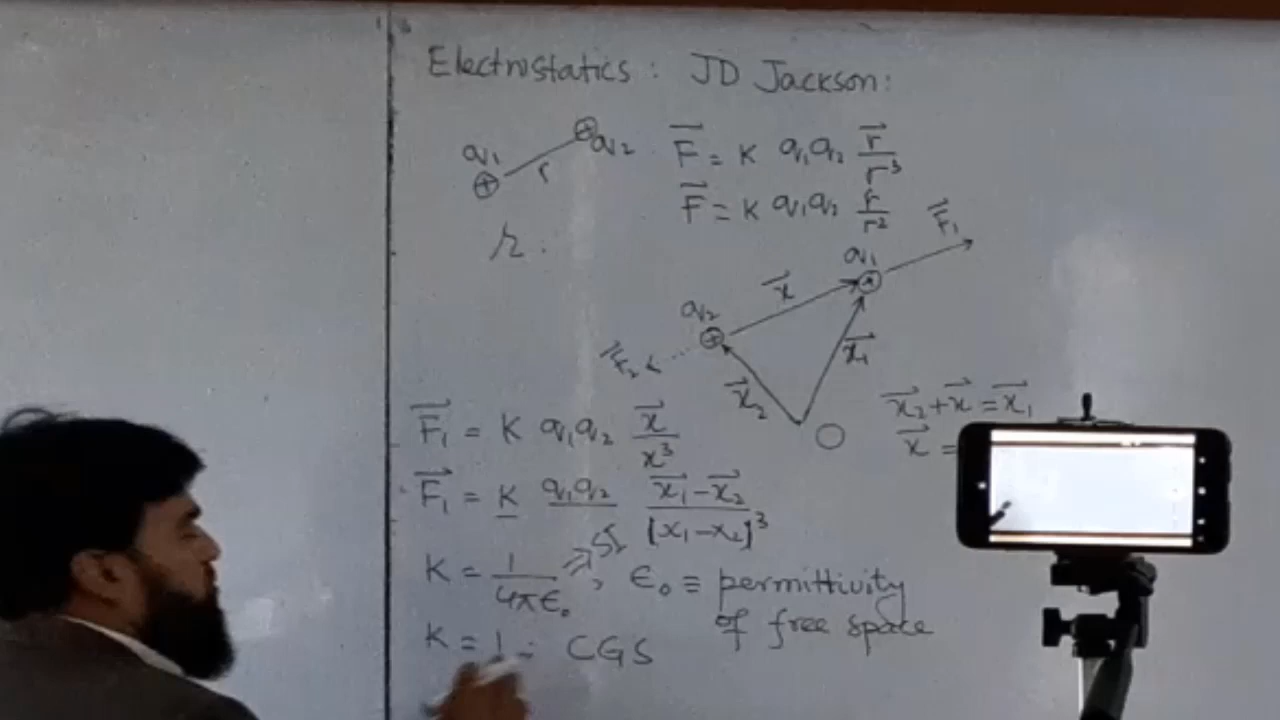 Electrostatics : JD Jackson:
q₁ r q₂
F⃗ = K q₁q₂ r⃗/r³
F⃗ = K q₁q₂ r̂/r²
r.
q₂ x⃗ q₁ F⃗₁
F⃗₂ x⃗₂ x⃗₁
O
x⃗₂+x⃗ = x⃗₁
x⃗ =
F⃗₁ = K q₁q₂ x⃗/x³
F⃗₁ = K q₁q₂ (x⃗₁-x⃗₂)/|x₁-x₂|³
K = 1/4πϵ₀ ⇒ SI, ϵ₀ ≡ permittivity
of free space
K = 1 = CGS